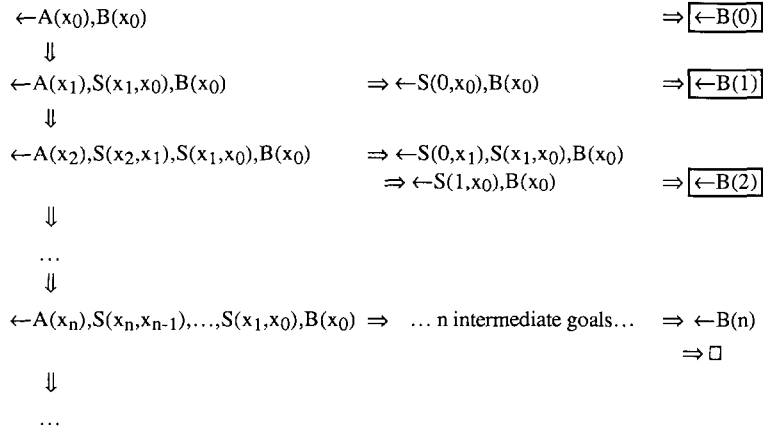 ←A(x₀),B(x₀) ⇒ ←B(0)
⇓
←A(x₁),S(x₁,x₀),B(x₀) ⇒ ←S(0,x₀),B(x₀) ⇒ ←B(1)
⇓
←A(x₂),S(x₂,x₁),S(x₁,x₀),B(x₀) ⇒ ←S(0,x₁),S(x₁,x₀),B(x₀)
⇒ ←S(1,x₀),B(x₀) ⇒ ←B(2)
⇓
...
⇓
←A(xₙ),S(xₙ,xₙ₋₁),...,S(x₁,x₀),B(x₀) ⇒ ... n intermediate goals... ⇒ ←B(n)
⇒ □
⇓
...